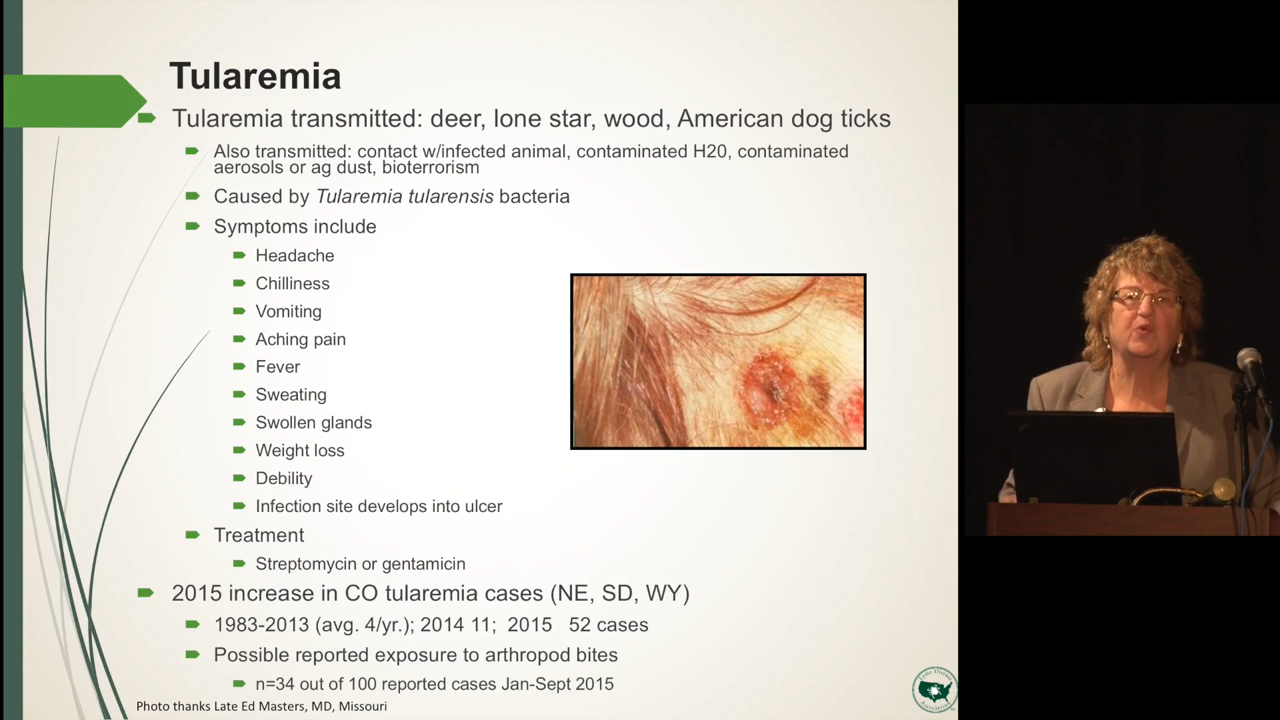 Tularemia
Tularemia transmitted: deer, lone star, wood, American dog ticks
Also transmitted: contact w/infected animal, contaminated H20, contaminated
aerosols or ag dust, bioterrorism
Caused by Tularemia tularensis bacteria
Symptoms include
Headache
Chilliness
Vomiting
Aching pain
Fever
Sweating
Swollen glands
Weight loss
Debility
Infection site develops into ulcer
Treatment
Streptomycin or gentamicin
2015 increase in CO tularemia cases (NE, SD, WY)
1983-2013 (avg. 4/yr.); 2014 11; 2015 52 cases
Possible reported exposure to arthropod bites
n=34 out of 100 reported cases Jan-Sept 2015
Photo thanks Late Ed Masters, MD, Missouri
Lyme Disease
Association